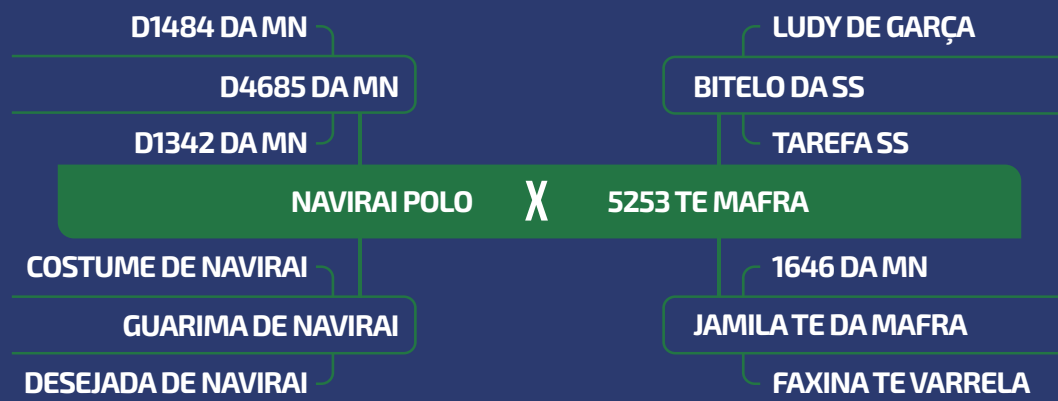 D1484 DA MN
LUDY DE GARÇA
D4685 DA MN
BITELO DA SS
D1342 DA MN
TAREFA SS
NAVIRAI POLO X 5253 TE MAFRA
COSTUME DE NAVIRAI
1646 DA MN
GUARIMA DE NAVIRAI
JAMILA TE DA MAFRA
DESEJADA DE NAVIRAI
FAXINA TE VARRELA